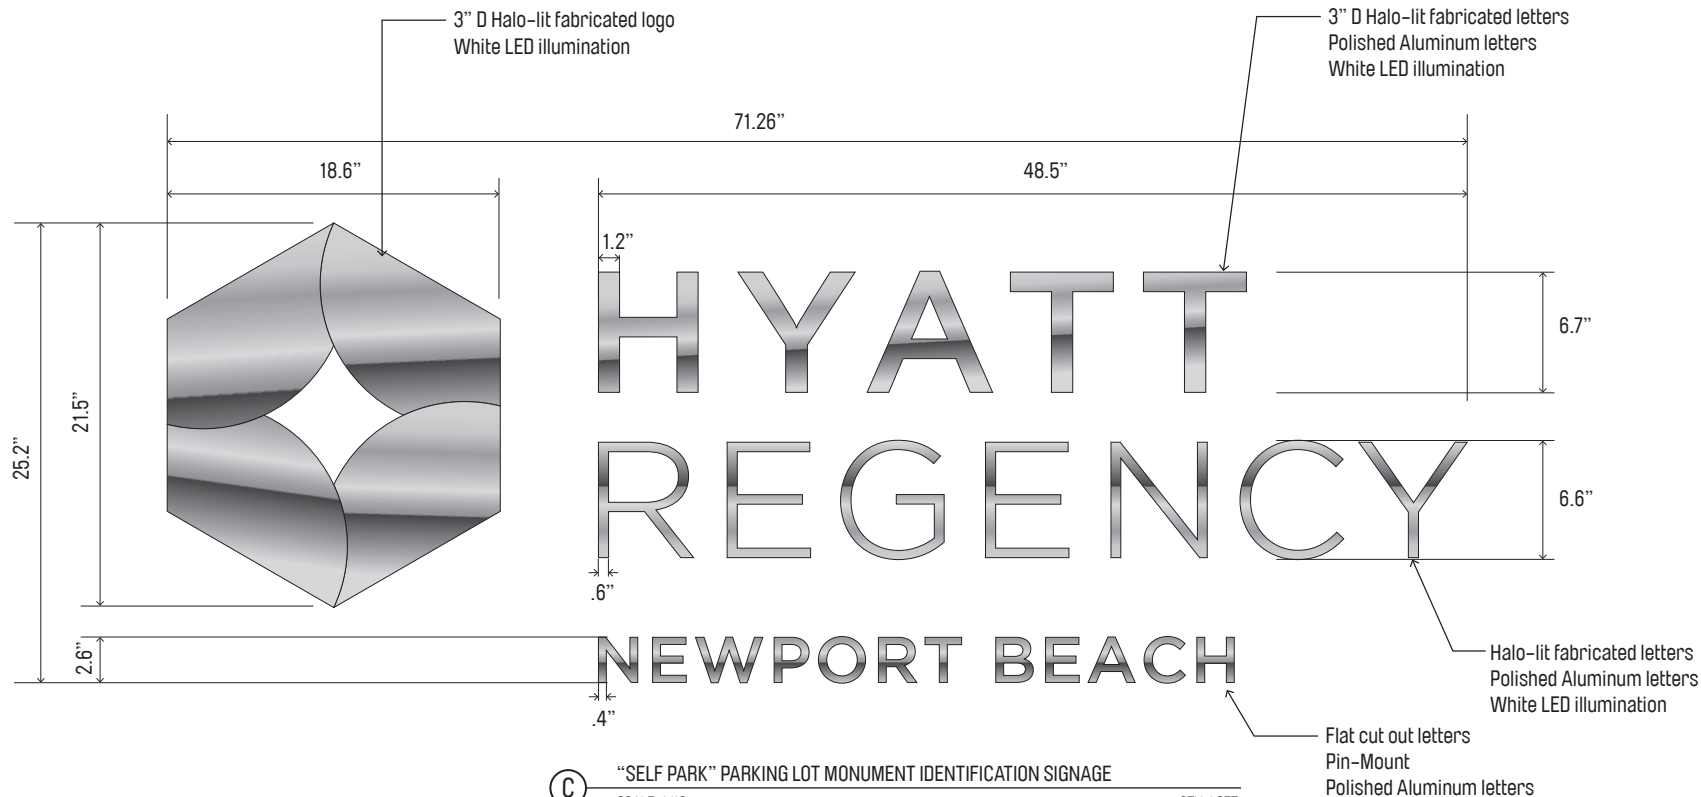 3” D Halo-lit fabricated logo
White LED illumination
3” D Halo-lit fabricated letters
Polished Aluminum letters
White LED illumination
71.26”
18.6”
48.5”
1.2”
HYATT
6.7”
25.2”
21.5”
REGENCY
6.6”
.6”
2.6”
NEWPORT BEACH
.4”
Halo-lit fabricated letters
Polished Aluminum letters
White LED illumination
Flat cut out letters
Pin-Mount
Polished Aluminum letters
C
“SELF PARK” PARKING LOT MONUMENT IDENTIFICATION SIGNAGE